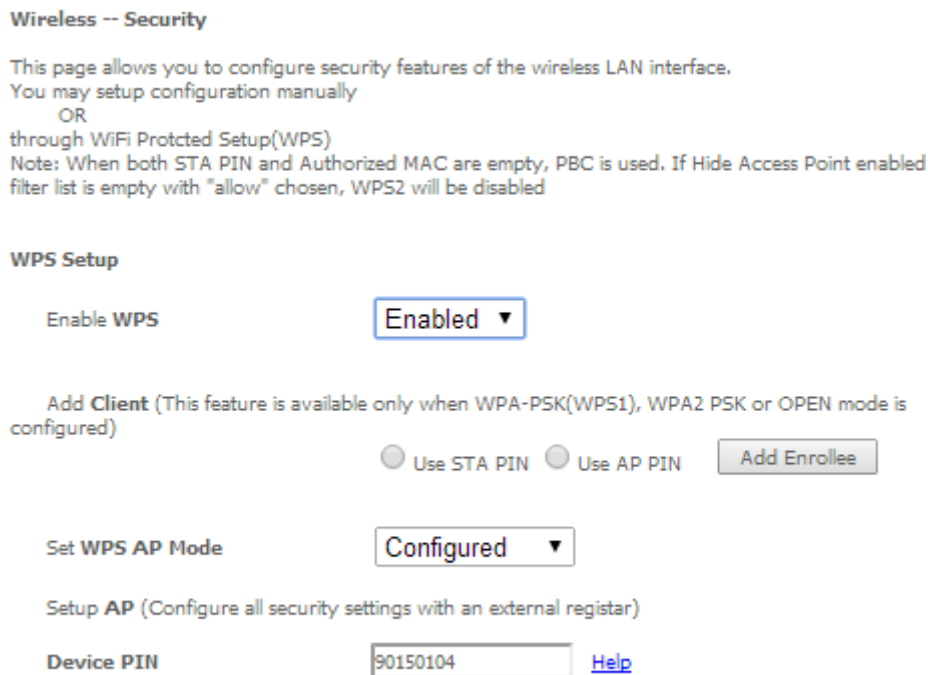 Wireless -- Security
This page allows you to configure security features of the wireless LAN interface.
You may setup configuration manually
OR
through WiFi Protcted Setup(WPS)
Note: When both STA PIN and Authorized MAC are empty, PBC is used. If Hide Access Point enabled
filter list is empty with "allow" chosen, WPS2 will be disabled
WPS Setup
Enable WPS Enabled
Add Client (This feature is available only when WPA-PSK(WPS1), WPA2 PSK or OPEN mode is
configured)
Use STA PIN Use AP PIN Add Enrollee
Set WPS AP Mode Configured
Setup AP (Configure all security settings with an external registar)
Device PIN 90150104 Help